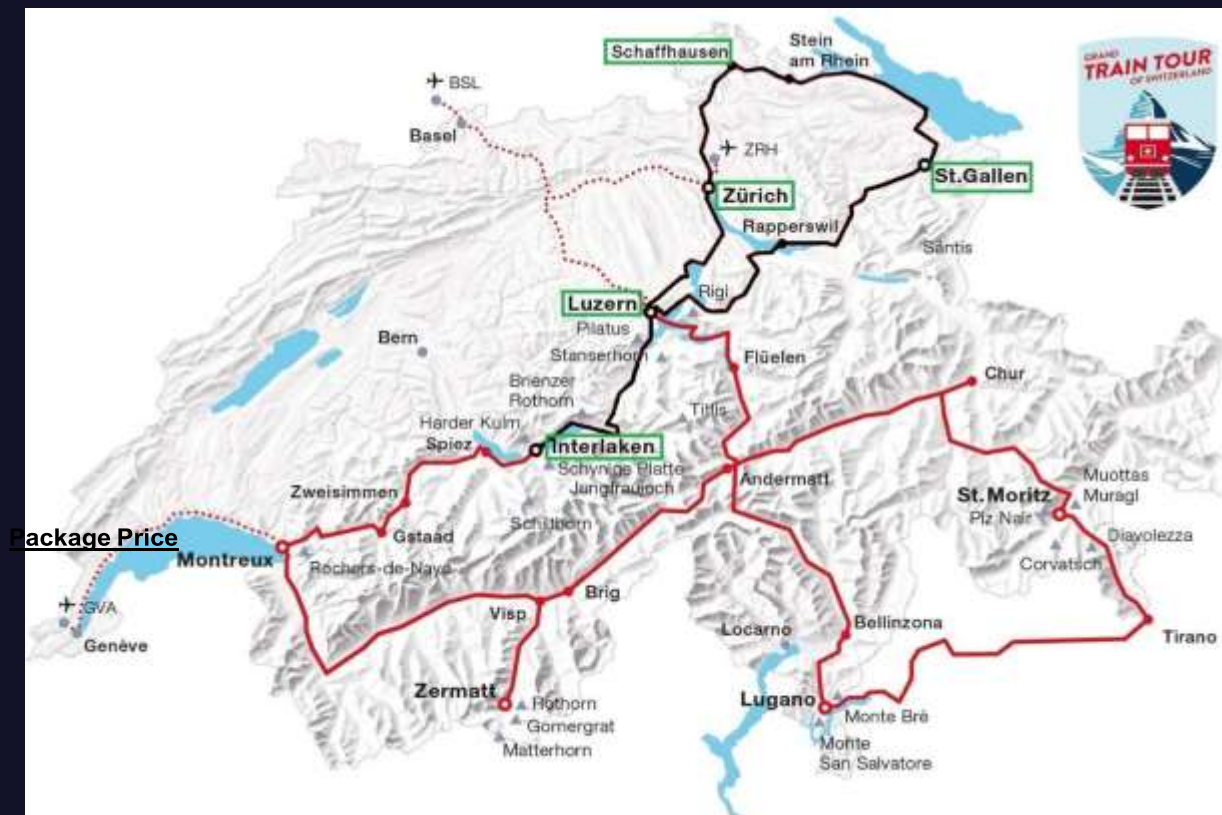 Schaffhausen
Stein
am Rhein
GRAND
TRAIN TOUR
OF SWITZERLAND
BSL
Basel
ZRH
Zürich
St.Gallen
Rapperswil
Säntis
Luzern
Rigi
Pilatus
Bern
Stanserhorn
Flüelen
Brienzer
Rothorn
Chur
Titlis
Harder Kulm
Spiez
Interlaken
Schynige Platte
Jungfraujoch
Andermatt
Muottas
Muragl
Zweisimmen
St.Moritz
Piz Nair
Schilthorn
Package Price
Gstaad
Diavolezza
Montreux
Rochers-de-Naye
Corvatsch
Brig
Visp
GVA
Genève
Locarno
Bellinzona
Tirano
Zermatt
Rothorn
Lugano
Gornergrat
Monte Brè
Matterhorn
Monte
San Salvatore